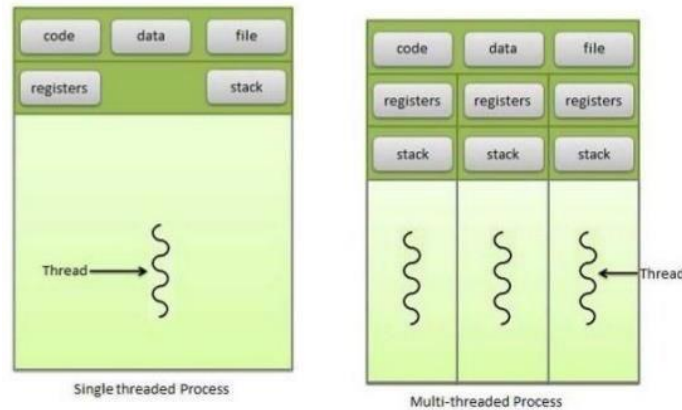 code data file
registers stack
Thread
Single threaded Process
code data file
registers registers registers
stack stack stack
Thread
Multi-threaded Process